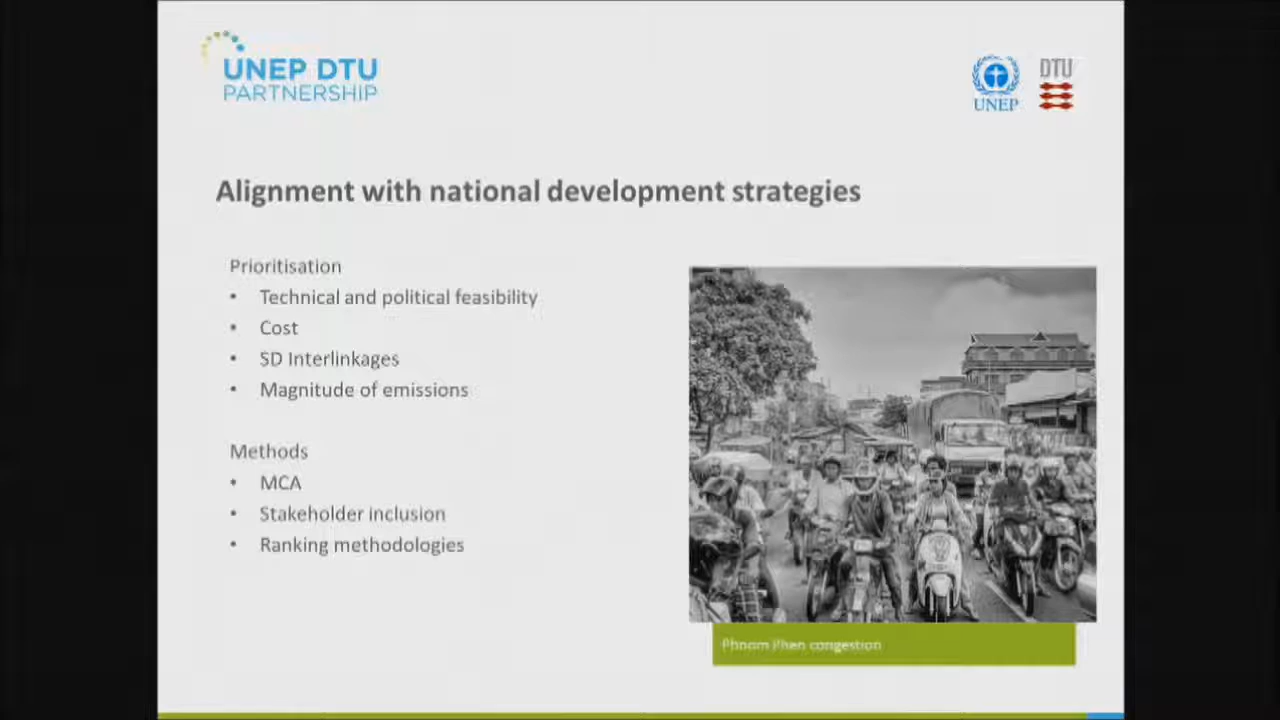 UNEP DTU
PARTNERSHIP
UNEP
DTU
Alignment with national development strategies
Prioritisation
• Technical and political feasibility
• Cost
• SD Interlinkages
• Magnitude of emissions
Methods
• MCA
• Stakeholder inclusion
• Ranking methodologies
Phnom Phen congestion